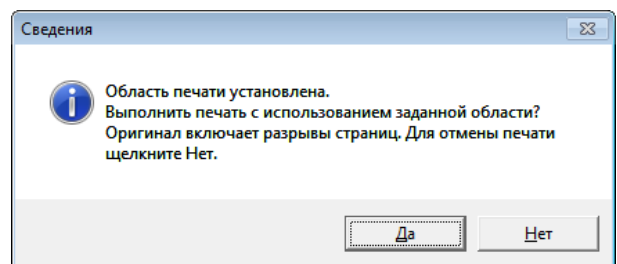 Сведения
Область печати установлена.
Выполнить печать с использованием заданной области?
Оригинал включает разрывы страниц. Для отмены печати
щелкните Нет.
Да
Нет